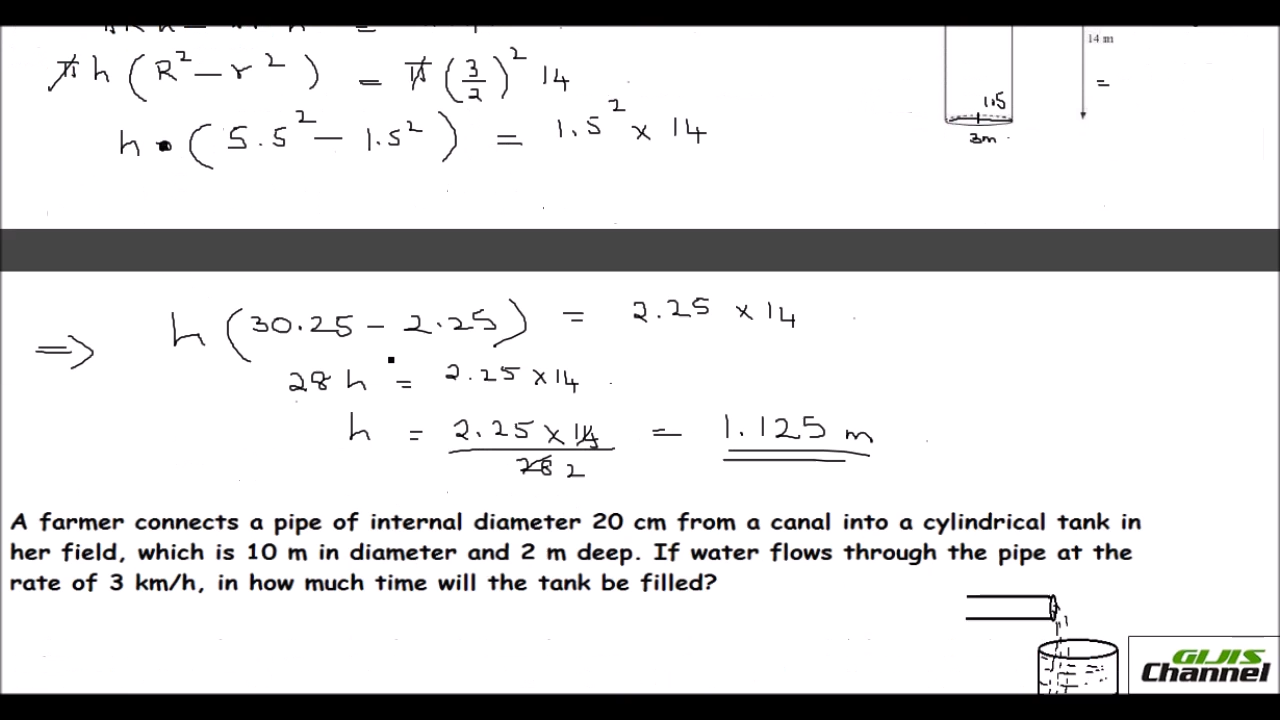 14 m
πh (R² – r²) = π (3/2)² 14
=
1.5
3m
h • (5.5² – 1.5²) = 1.5² × 14
⇒ h (30.25 – 2.25) = 2.25 × 14
28 h = 2.25 × 14
h = 2.25 × 14 / 28 2 = 1.125 m
A farmer connects a pipe of internal diameter 20 cm from a canal into a cylindrical tank in
her field, which is 10 m in diameter and 2 m deep. If water flows through the pipe at the
rate of 3 km/h, in how much time will the tank be filled?
GIJIS
Channel